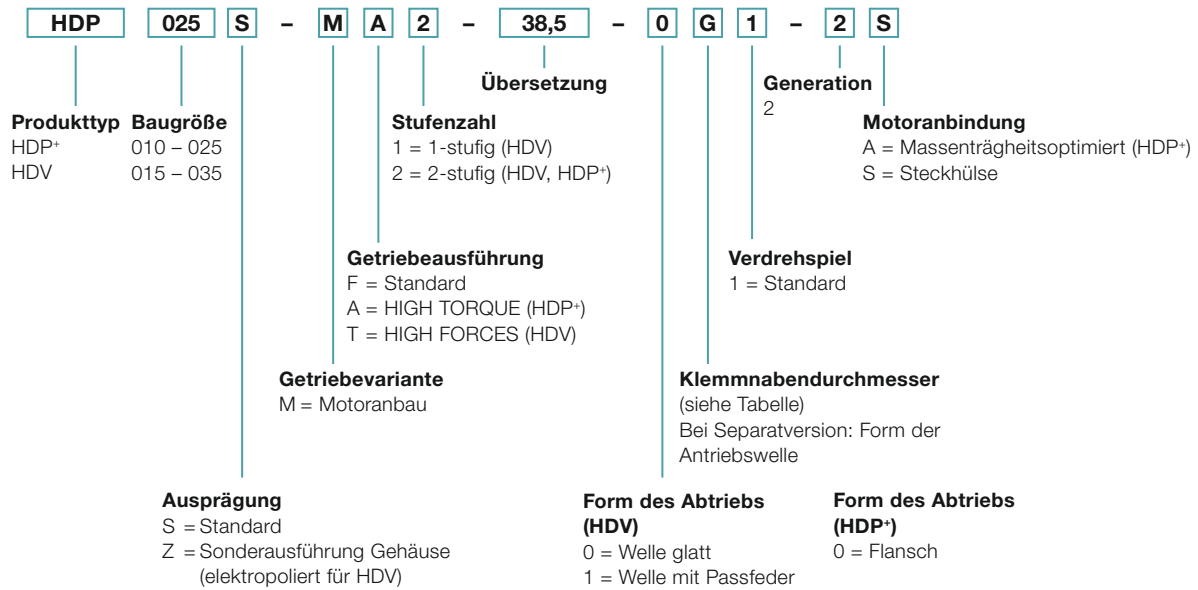 HDP 025 S – M A 2 – 38,5 – 0 G 1 – 2 S
Übersetzung
Generation
2
Produkttyp
HDP+
HDV
Baugröße
010 – 025
015 – 035
Stufenzahl
1 = 1-stufig (HDV)
2 = 2-stufig (HDV, HDP+)
Motoranbindung
A = Massenträgheitsoptimiert (HDP+)
S = Steckhülse
Getriebeausführung
F = Standard
A = HIGH TORQUE (HDP+)
T = HIGH FORCES (HDV)
Verdrehspiel
1 = Standard
Getriebevariante
M = Motoranbau
Klemmnabendurchmesser
(siehe Tabelle)
Bei Separatversion: Form der
Antriebswelle
Ausprägung
S = Standard
Z = Sonderausführung Gehäuse
(elektropoliert für HDV)
Form des Abtriebs
(HDV)
0 = Welle glatt
1 = Welle mit Passfeder
Form des Abtriebs
(HDP+)
0 = Flansch